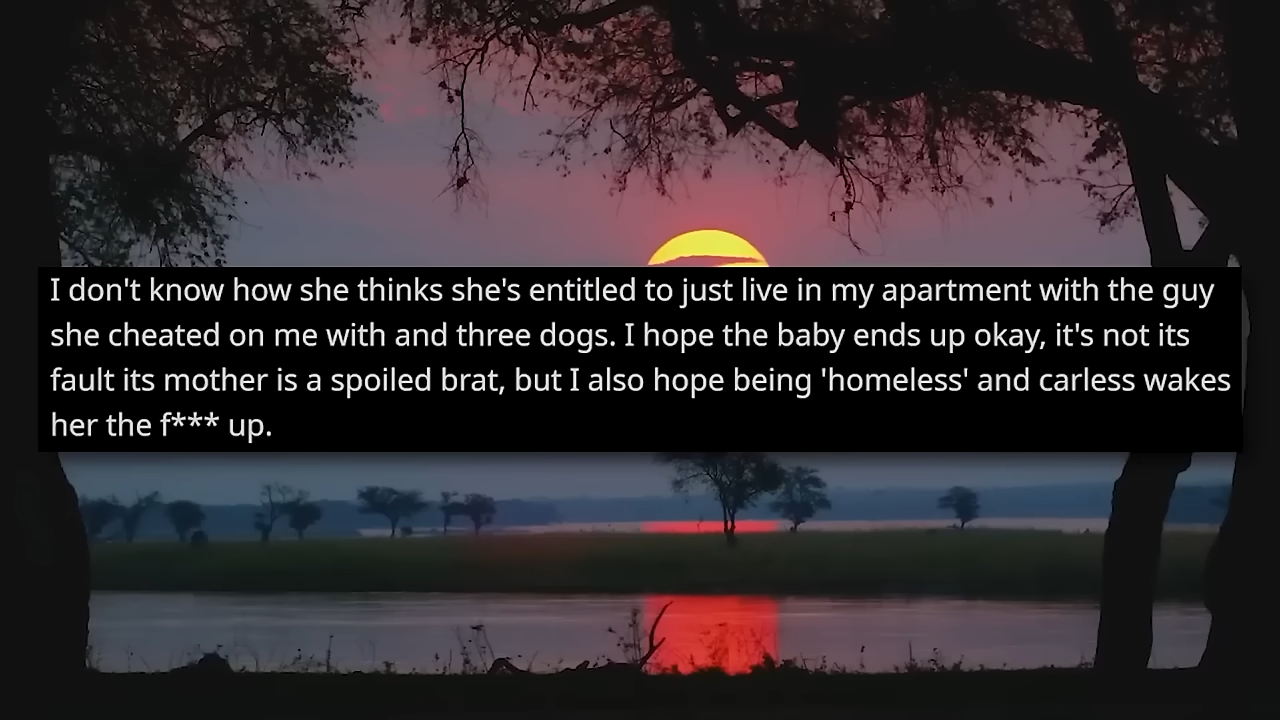 I don't know how she thinks she's entitled to just live in my apartment with the guy
she cheated on me with and three dogs. I hope the baby ends up okay, it's not its
fault its mother is a spoiled brat, but I also hope being 'homeless' and carless wakes
her the f*** up.